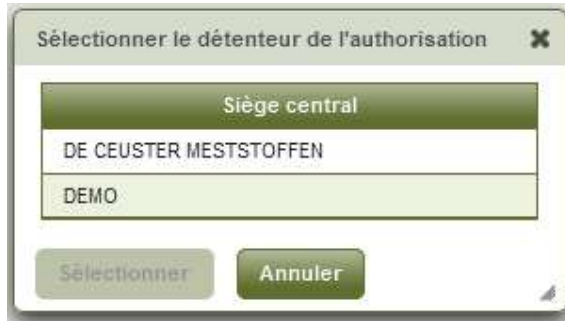 Sélectionner le détenteur de l'authorisation
Siège central
DE CEUSTER MESTSTOFFEN
DEMO
Sélectionner
Annuler